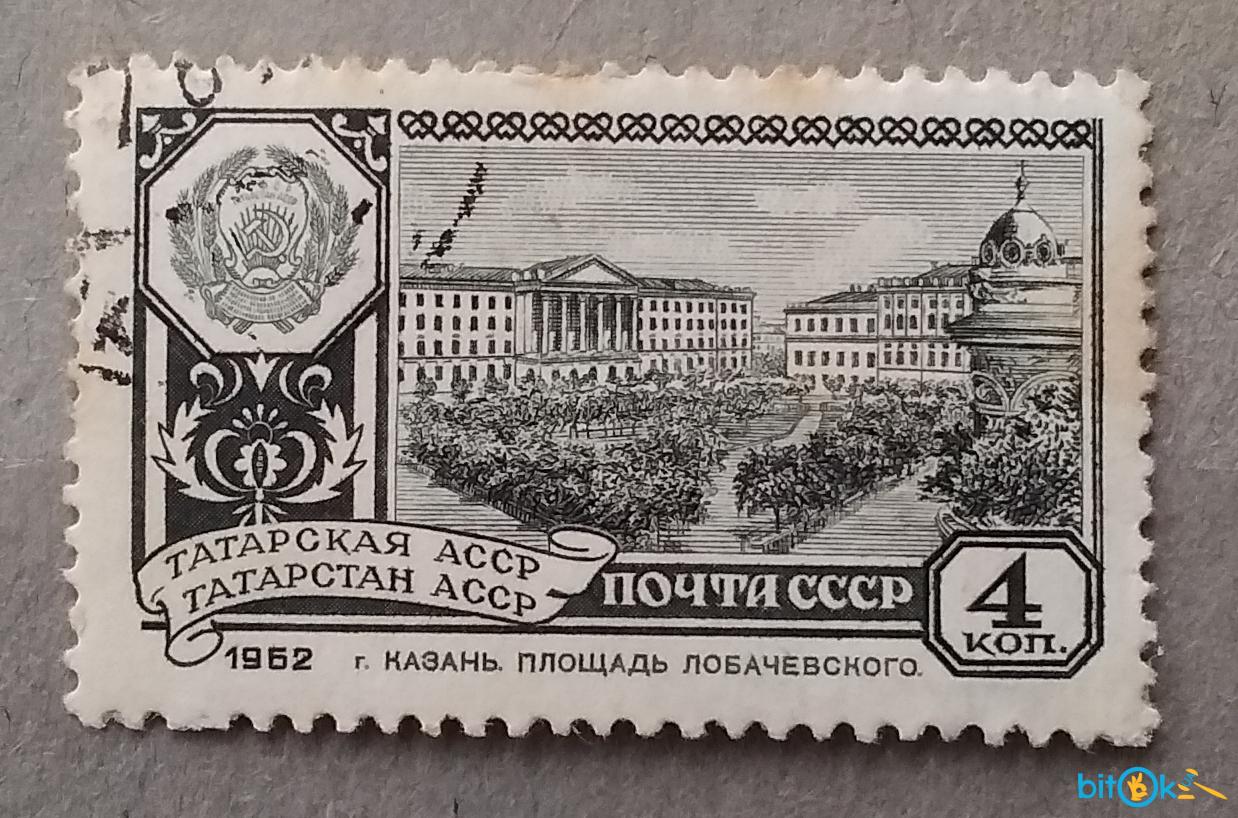 ТАТАРСКАЯ АССР
ТАТАРСТАН АССР
ПОЧТА СССР
4
КОП.
1962 г. КАЗАНЬ. ПЛОЩАДЬ ЛОБАЧЕВСКОГО.
bitOk